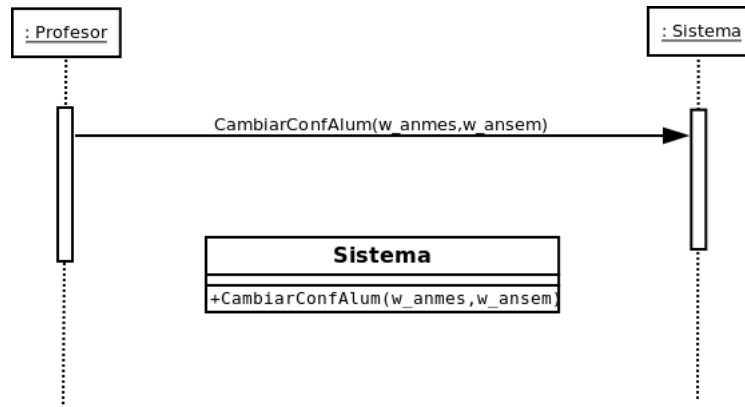 : Profesor
: Sistema
CambiarConfAlum(w_anmes,w_ansem)
Sistema
+CambiarConfAlum(w_anmes,w_ansem)